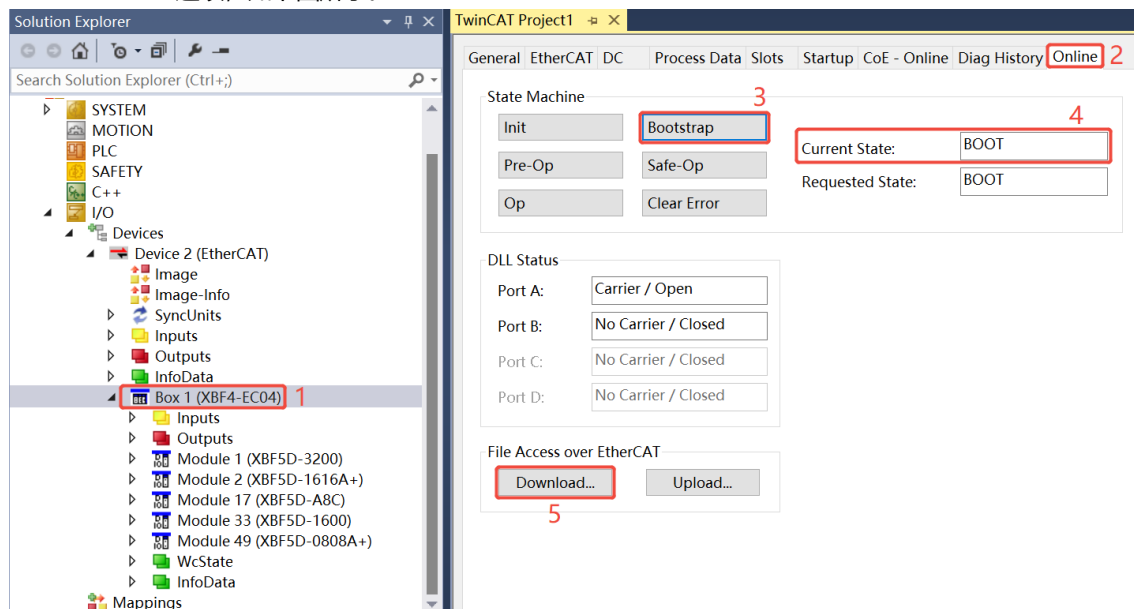 Solution Explorer
Search Solution Explorer (Ctrl+;)
SYSTEM
MOTION
PLC
SAFETY
C++
I/O
Devices
Device 2 (EtherCAT)
Image
Image-Info
SyncUnits
Inputs
Outputs
InfoData
Box 1 (XBF4-EC04) 1
Inputs
Outputs
Module 1 (XBF5D-3200)
Module 2 (XBF5D-1616A+)
Module 17 (XBF5D-A8C)
Module 33 (XBF5D-1600)
Module 49 (XBF5D-0808A+)
WcState
InfoData
Mappings
TwinCAT Project1
General EtherCAT DC Process Data Slots Startup CoE - Online Diag History Online 2
State Machine
3
Init Bootstrap
4
Current State: BOOT
Pre-Op Safe-Op
Requested State: BOOT
Op Clear Error
DLL Status
Port A: Carrier / Open
Port B: No Carrier / Closed
Port C: No Carrier / Closed
Port D: No Carrier / Closed
File Access over EtherCAT
Download... Upload...
5